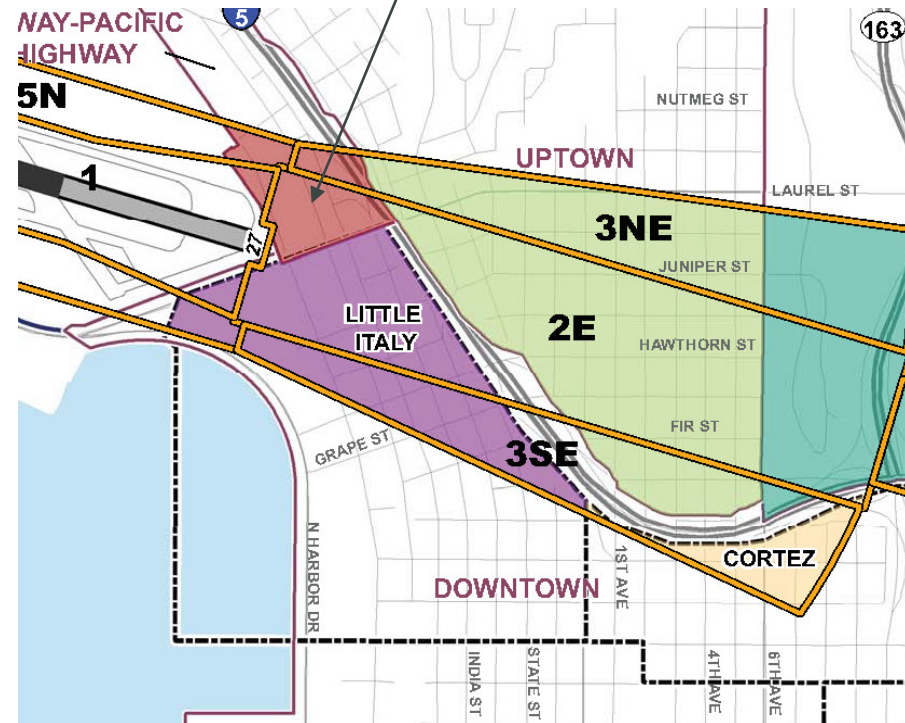 WAY-PACIFIC
HIGHWAY
5
163
5N
NUTMEG ST
1
UPTOWN
LAUREL ST
3NE
27
JUNIPER ST
LITTLE
ITALY
2E
HAWTHORN ST
FIR ST
GRAPE ST
3SE
N HARBOR DR
1ST AVE
CORTEZ
DOWNTOWN
INDIA ST
STATE ST
4TH AVE
6TH AVE